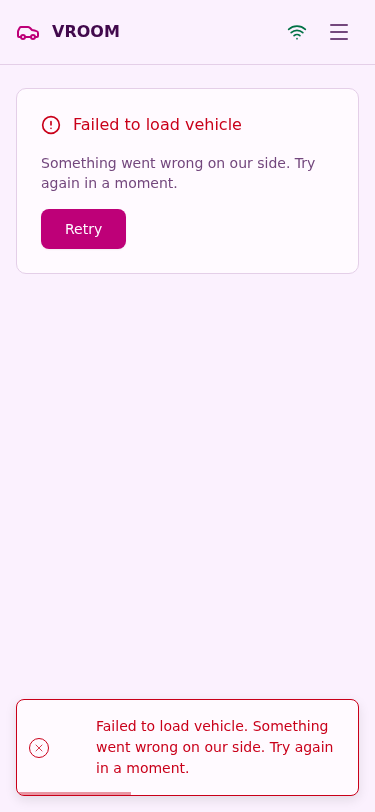 VROOM
Failed to load vehicle
Something went wrong on our side. Try
again in a moment.
Retry
Failed to load vehicle. Something
went wrong on our side. Try again
in a moment.